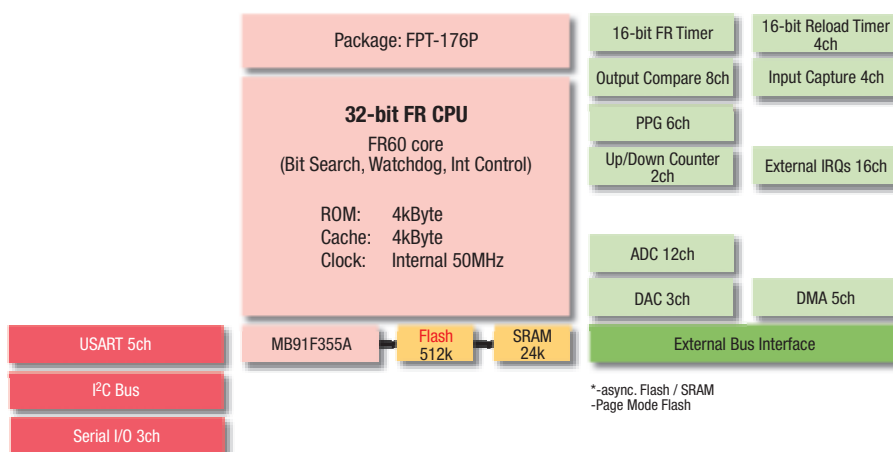 Package: FPT-176P
32-bit FR CPU
FR60 core
(Bit Search, Watchdog, Int Control)
ROM: 4kByte
Cache: 4kByte
Clock: Internal 50MHz
16-bit FR Timer
16-bit Reload Timer
4ch
Output Compare 8ch
Input Capture 4ch
PPG 6ch
Up/Down Counter
2ch
External IRQs 16ch
ADC 12ch
DAC 3ch
DMA 5ch
USART 5ch
MB91F355A
Flash
512k
SRAM
24k
External Bus Interface
I²C Bus
Serial I/O 3ch
*-async. Flash / SRAM
-Page Mode Flash